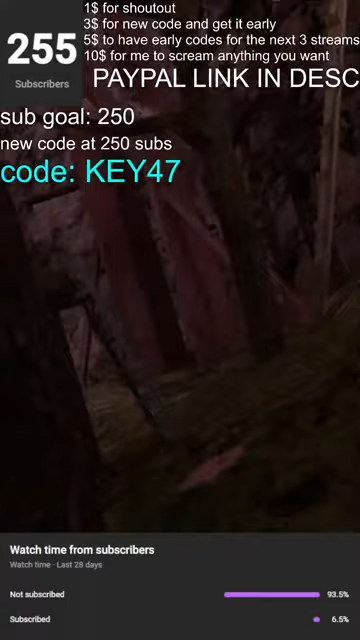 1$ for shoutout
3$ for new code and get it early
5$ to have early codes for the next 3 streams
10$ for me to scream anything you want
PAYPAL LINK IN DESC
255
Subscribers
sub goal: 250
new code at 250 subs
code: KEY47
Watch time from subscribers
Watch time · Last 28 days
Not subscribed 93.5%
Subscribed 6.5%